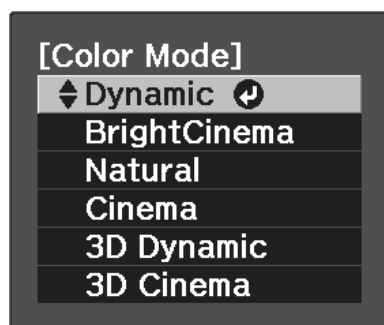 [Color Mode]
Dynamic
BrightCinema
Natural
Cinema
3D Dynamic
3D Cinema